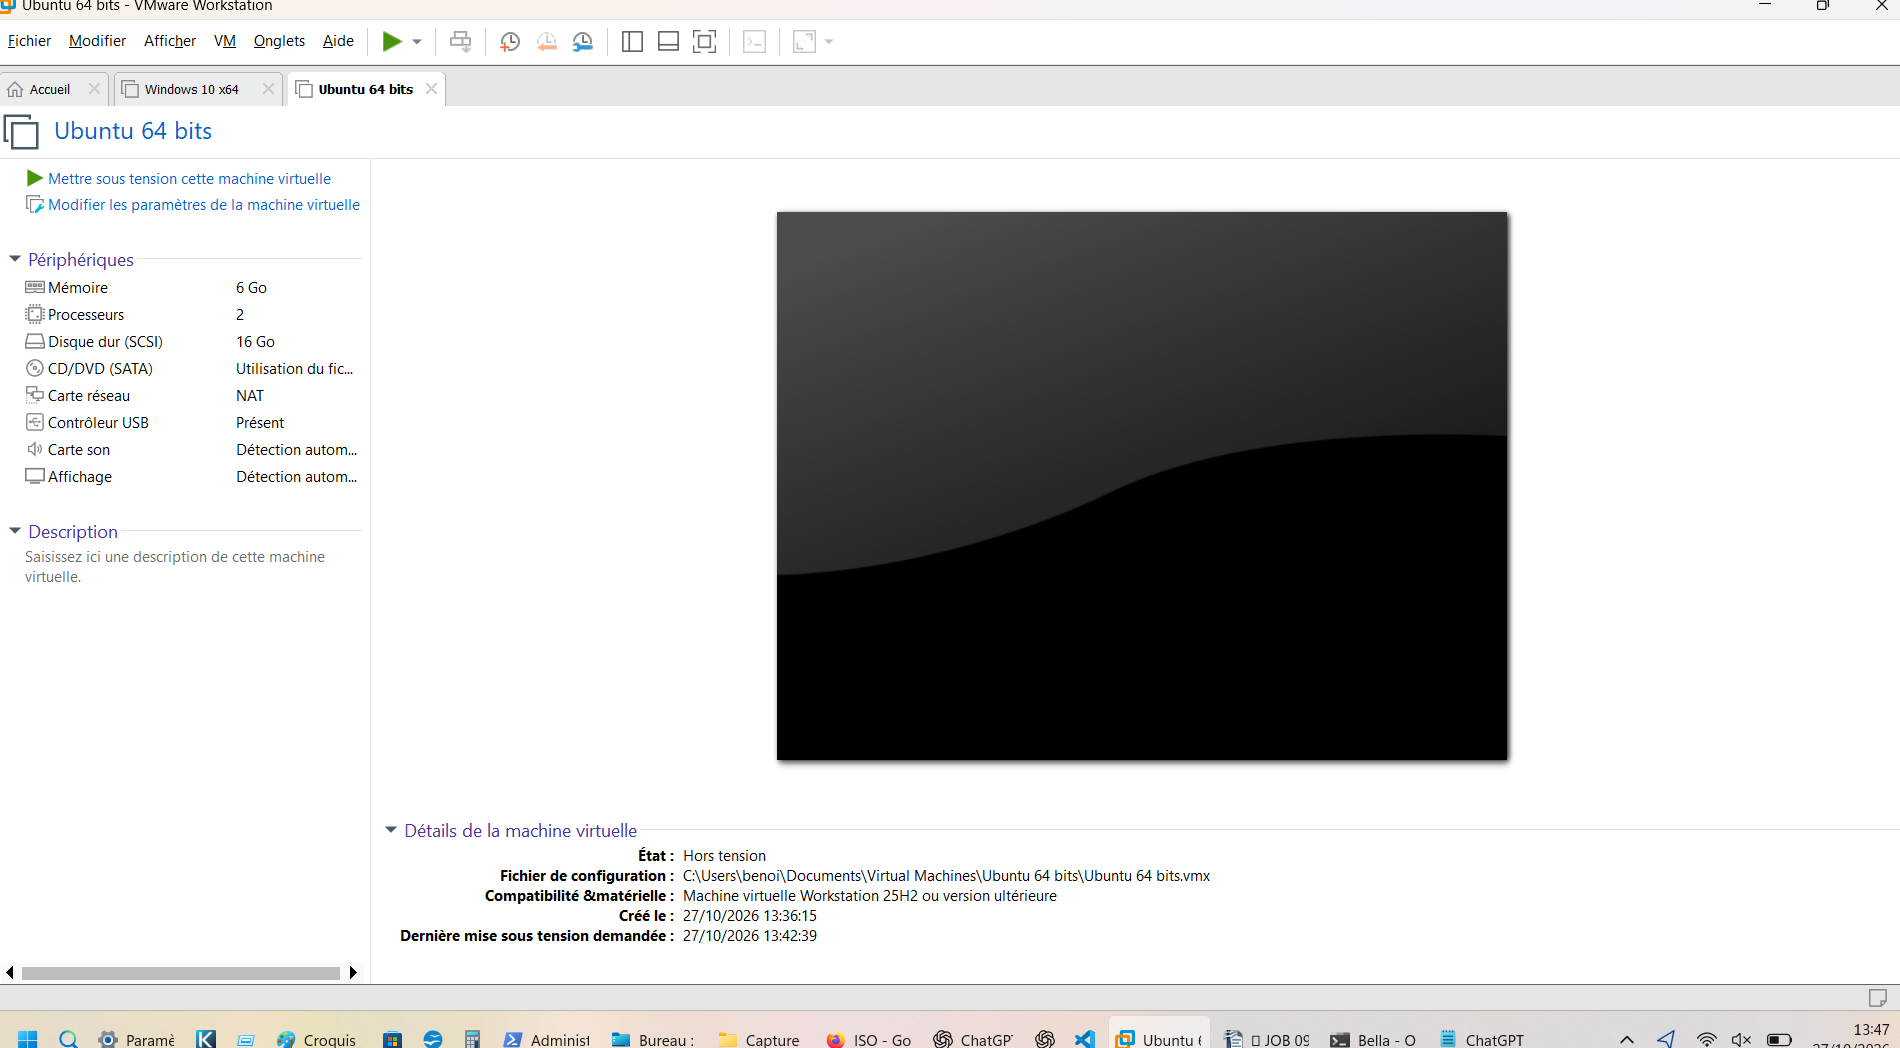 Ubuntu 64 bits - VMware Workstation
Fichier Modifier Afficher VM Onglets Aide
Accueil Windows 10 x64 Ubuntu 64 bits
Ubuntu 64 bits
Mettre sous tension cette machine virtuelle
Modifier les paramètres de la machine virtuelle
Périphériques
Mémoire 6 Go
Processeurs 2
Disque dur (SCSI) 16 Go
CD/DVD (SATA) Utilisation du fic...
Carte réseau NAT
Contrôleur USB Présent
Carte son Détection autom...
Affichage Détection autom...
Description
Saisissez ici une description de cette machine
virtuelle.
Détails de la machine virtuelle
État : Hors tension
Fichier de configuration : C:\Users\benoi\Documents\Virtual Machines\Ubuntu 64 bits\Ubuntu 64 bits.vmx
Compatibilité &matérielle : Machine virtuelle Workstation 25H2 ou version ultérieure
Créé le : 27/10/2026 13:36:15
Dernière mise sous tension demandée : 27/10/2026 13:42:39
Paramè Croquis Administ Bureau : Capture ISO - Go ChatGP Ubuntu JOB 09 Bella - O ChatGPT 13:47
27/10/2026